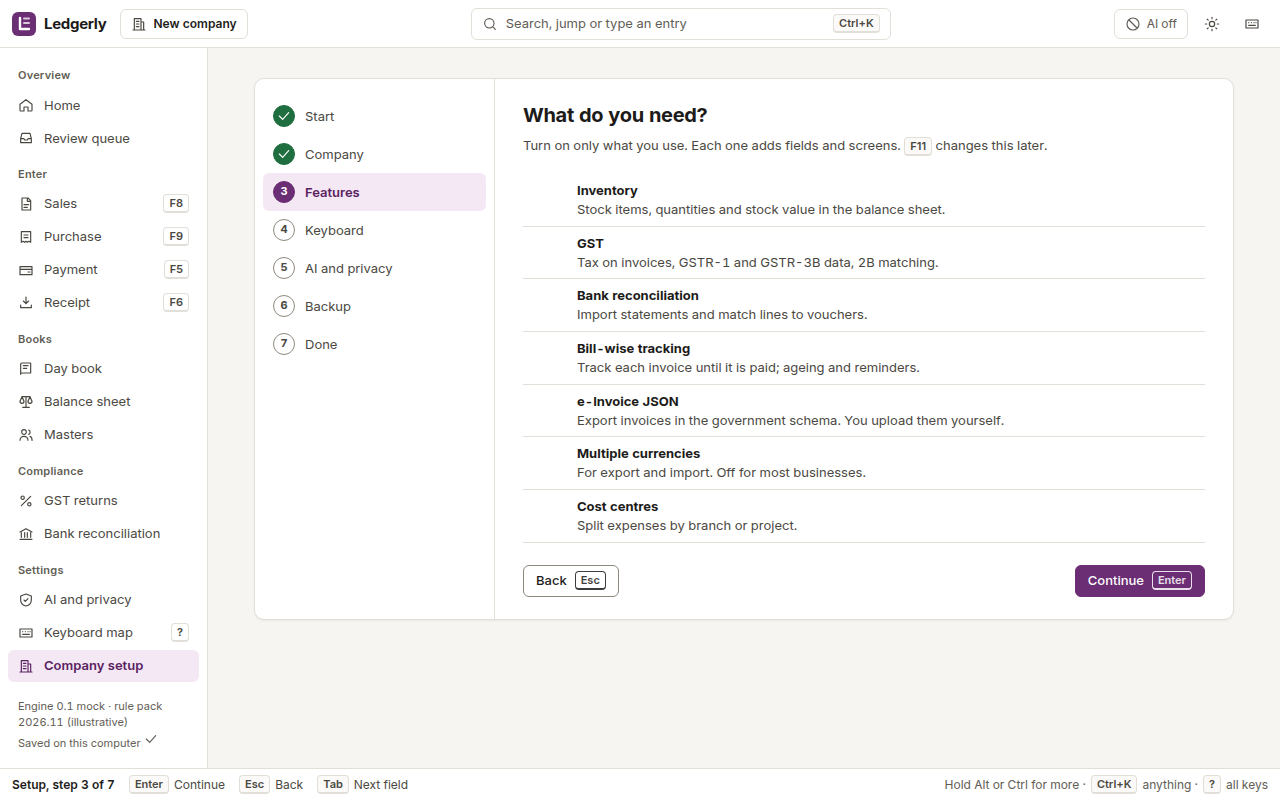 Ledgerly
New company
Search, jump or type an entry
Ctrl+K
AI off
Overview
Home
Review queue
Enter
Sales F8
Purchase F9
Payment F5
Receipt F6
Books
Day book
Balance sheet
Masters
Compliance
GST returns
Bank reconciliation
Settings
AI and privacy
Keyboard map ?
Company setup
Engine 0.1 mock · rule pack
2026.11 (illustrative)
Saved on this computer
Start
Company
3 Features
4 Keyboard
5 AI and privacy
6 Backup
7 Done
What do you need?
Turn on only what you use. Each one adds fields and screens. F11 changes this later.
Inventory
Stock items, quantities and stock value in the balance sheet.
GST
Tax on invoices, GSTR-1 and GSTR-3B data, 2B matching.
Bank reconciliation
Import statements and match lines to vouchers.
Bill-wise tracking
Track each invoice until it is paid; ageing and reminders.
e-Invoice JSON
Export invoices in the government schema. You upload them yourself.
Multiple currencies
For export and import. Off for most businesses.
Cost centres
Split expenses by branch or project.
Back Esc
Continue Enter
Setup, step 3 of 7 Enter Continue Esc Back Tab Next field
Hold Alt or Ctrl for more · Ctrl+K anything · ? all keys